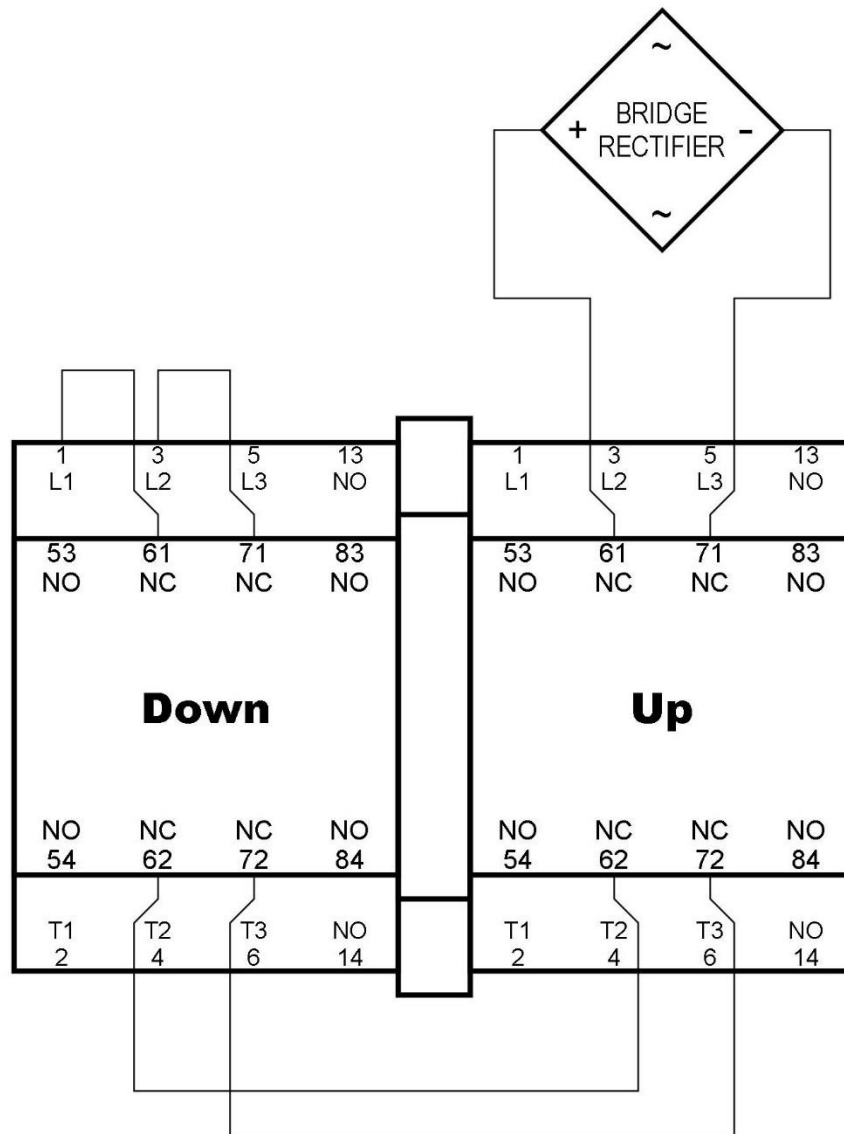 ~
+ BRIDGE -
RECTIFIER
~
1 3 5 13 1 3 5 13
L1 L2 L3 NO L1 L2 L3 NO
53 61 71 83 53 61 71 83
NO NC NC NO NO NC NC NO
Down Up
NO NC NC NO NO NC NC NO
54 62 72 84 54 62 72 84
T1 T2 T3 NO T1 T2 T3 NO
2 4 6 14 2 4 6 14